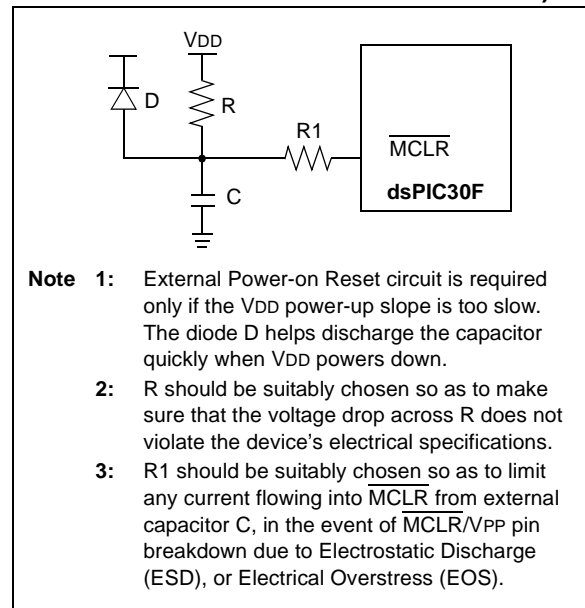 VDD
D
R
R1
MCLR
dsPIC30F
C
Note 1: External Power-on Reset circuit is required
only if the VDD power-up slope is too slow.
The diode D helps discharge the capacitor
quickly when VDD powers down.
2: R should be suitably chosen so as to make
sure that the voltage drop across R does not
violate the device's electrical specifications.
3: R1 should be suitably chosen so as to limit
any current flowing into MCLR from external
capacitor C, in the event of MCLR/VPP pin
breakdown due to Electrostatic Discharge
(ESD), or Electrical Overstress (EOS).